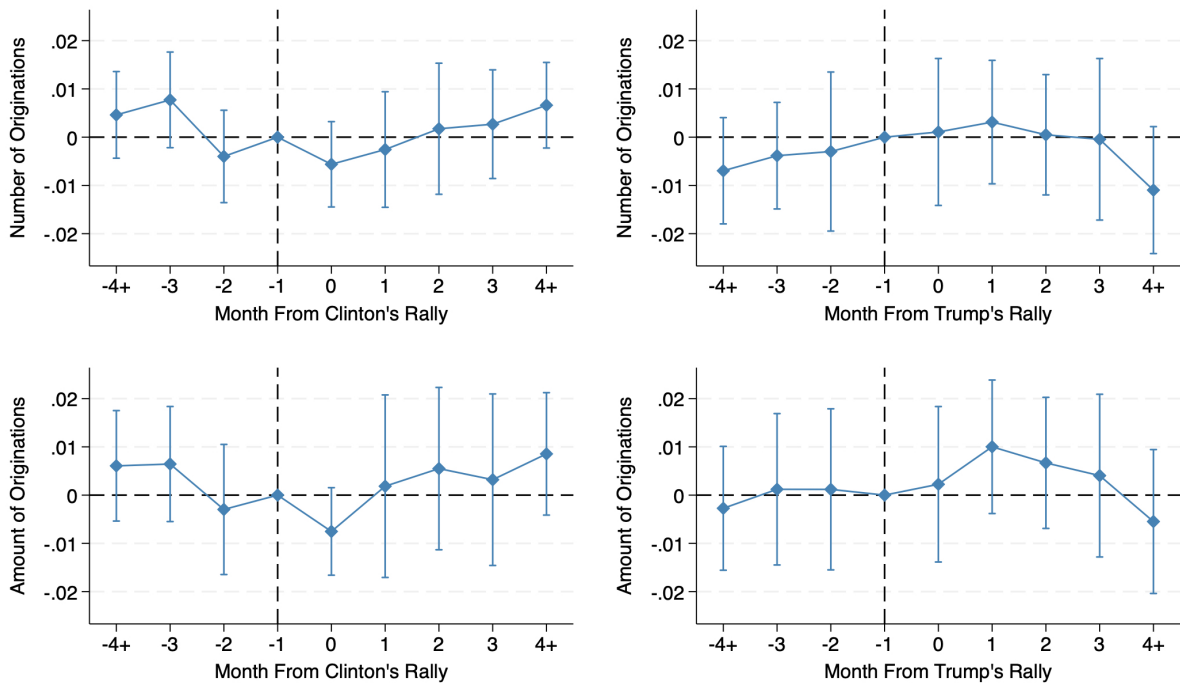 Number of Originations
.02
.01
0
-.01
-.02
-4+ -3 -2 -1 0 1 2 3 4+
Month From Clinton's Rally
Number of Originations
.02
.01
0
-.01
-.02
-4+ -3 -2 -1 0 1 2 3 4+
Month From Trump's Rally
Amount of Originations
.02
.01
0
-.01
-.02
-4+ -3 -2 -1 0 1 2 3 4+
Month From Clinton's Rally
Amount of Originations
.02
.01
0
-.01
-.02
-4+ -3 -2 -1 0 1 2 3 4+
Month From Trump's Rally